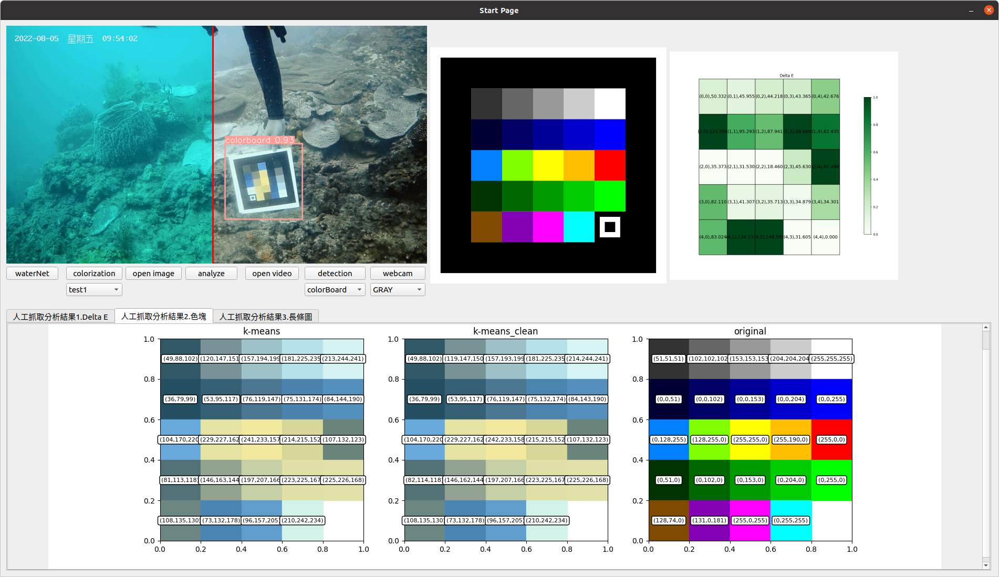 Start Page
2022-08-05 星期五 09:54:02
colorboard 0.93
Delta E
(0,0),50.332 (0,1),45.955 (0,2),44.218 (0,3),43.365 (0,4),42.676
(1,0),121.059 (1,1),95.293 (1,2),87.941 (1,3),88.669 (1,4),82.435
(2,0),35.373 (2,1),31.530 (2,2),18.460 (2,3),45.630 (2,4),97.496
(3,0),82.110 (3,1),41.307 (3,2),35.713 (3,3),34.879 (3,4),34.301
(4,0),83.024 (4,3),31.605 (4,4),0.000
1.0
0.8
0.6
0.4
0.2
0.0
waterNet colorization open image analyze open video detection webcam
test1 colorBoard GRAY
人工抓取分析結果1.Delta E 人工抓取分析結果2.色塊 人工抓取分析結果3.長條圖
k-means
1.0
(49,88,102) (120,147,151 (157,194,199 (181,225,235 (213,244,241)
0.8
(36,79,99) (53,95,117) (76,119,147) (75,131,174) (84,144,190)
0.6
(104,170,220 (229,227,162 (241,233,157 (214,215,152 (107,132,123)
0.4
(81,113,118) (146,163,144 (197,207,166 (223,225,167 (225,226,168)
0.2
(108,135,130) (73,132,178) (96,157,205) (210,242,234)
0.0
0.0 0.2 0.4 0.6 0.8 1.0
k-means_clean
1.0
(49,88,102) (119,147,150 (157,193,199 (181,225,235 (214,244,241)
0.8
(36,79,99) (53,95,117) (76,119,147) (75,132,174) (84,143,190)
0.6
(104,170,220 (229,227,162 (242,233,158 (215,215,152 (107,132,123)
0.4
(82,114,118) (146,162,144 (197,207,166 (223,225,167 (225,226,168)
0.2
(108,135,130) (73,132,178) (96,157,205) (210,242,234)
0.0
0.0 0.2 0.4 0.6 0.8 1.0
original
1.0
(51,51,51) (102,102,102 (153,153,153 (204,204,204 (255,255,255)
0.8
(0,0,51) (0,0,102) (0,0,153) (0,0,204) (0,0,255)
0.6
(0,128,255) (128,255,0) (255,255,0) (255,190,0) (255,0,0)
0.4
(0,51,0) (0,102,0) (0,153,0) (0,204,0) (0,255,0)
0.2
(128,74,0) (131,0,181) (255,0,255) (0,255,255)
0.0
0.0 0.2 0.4 0.6 0.8 1.0